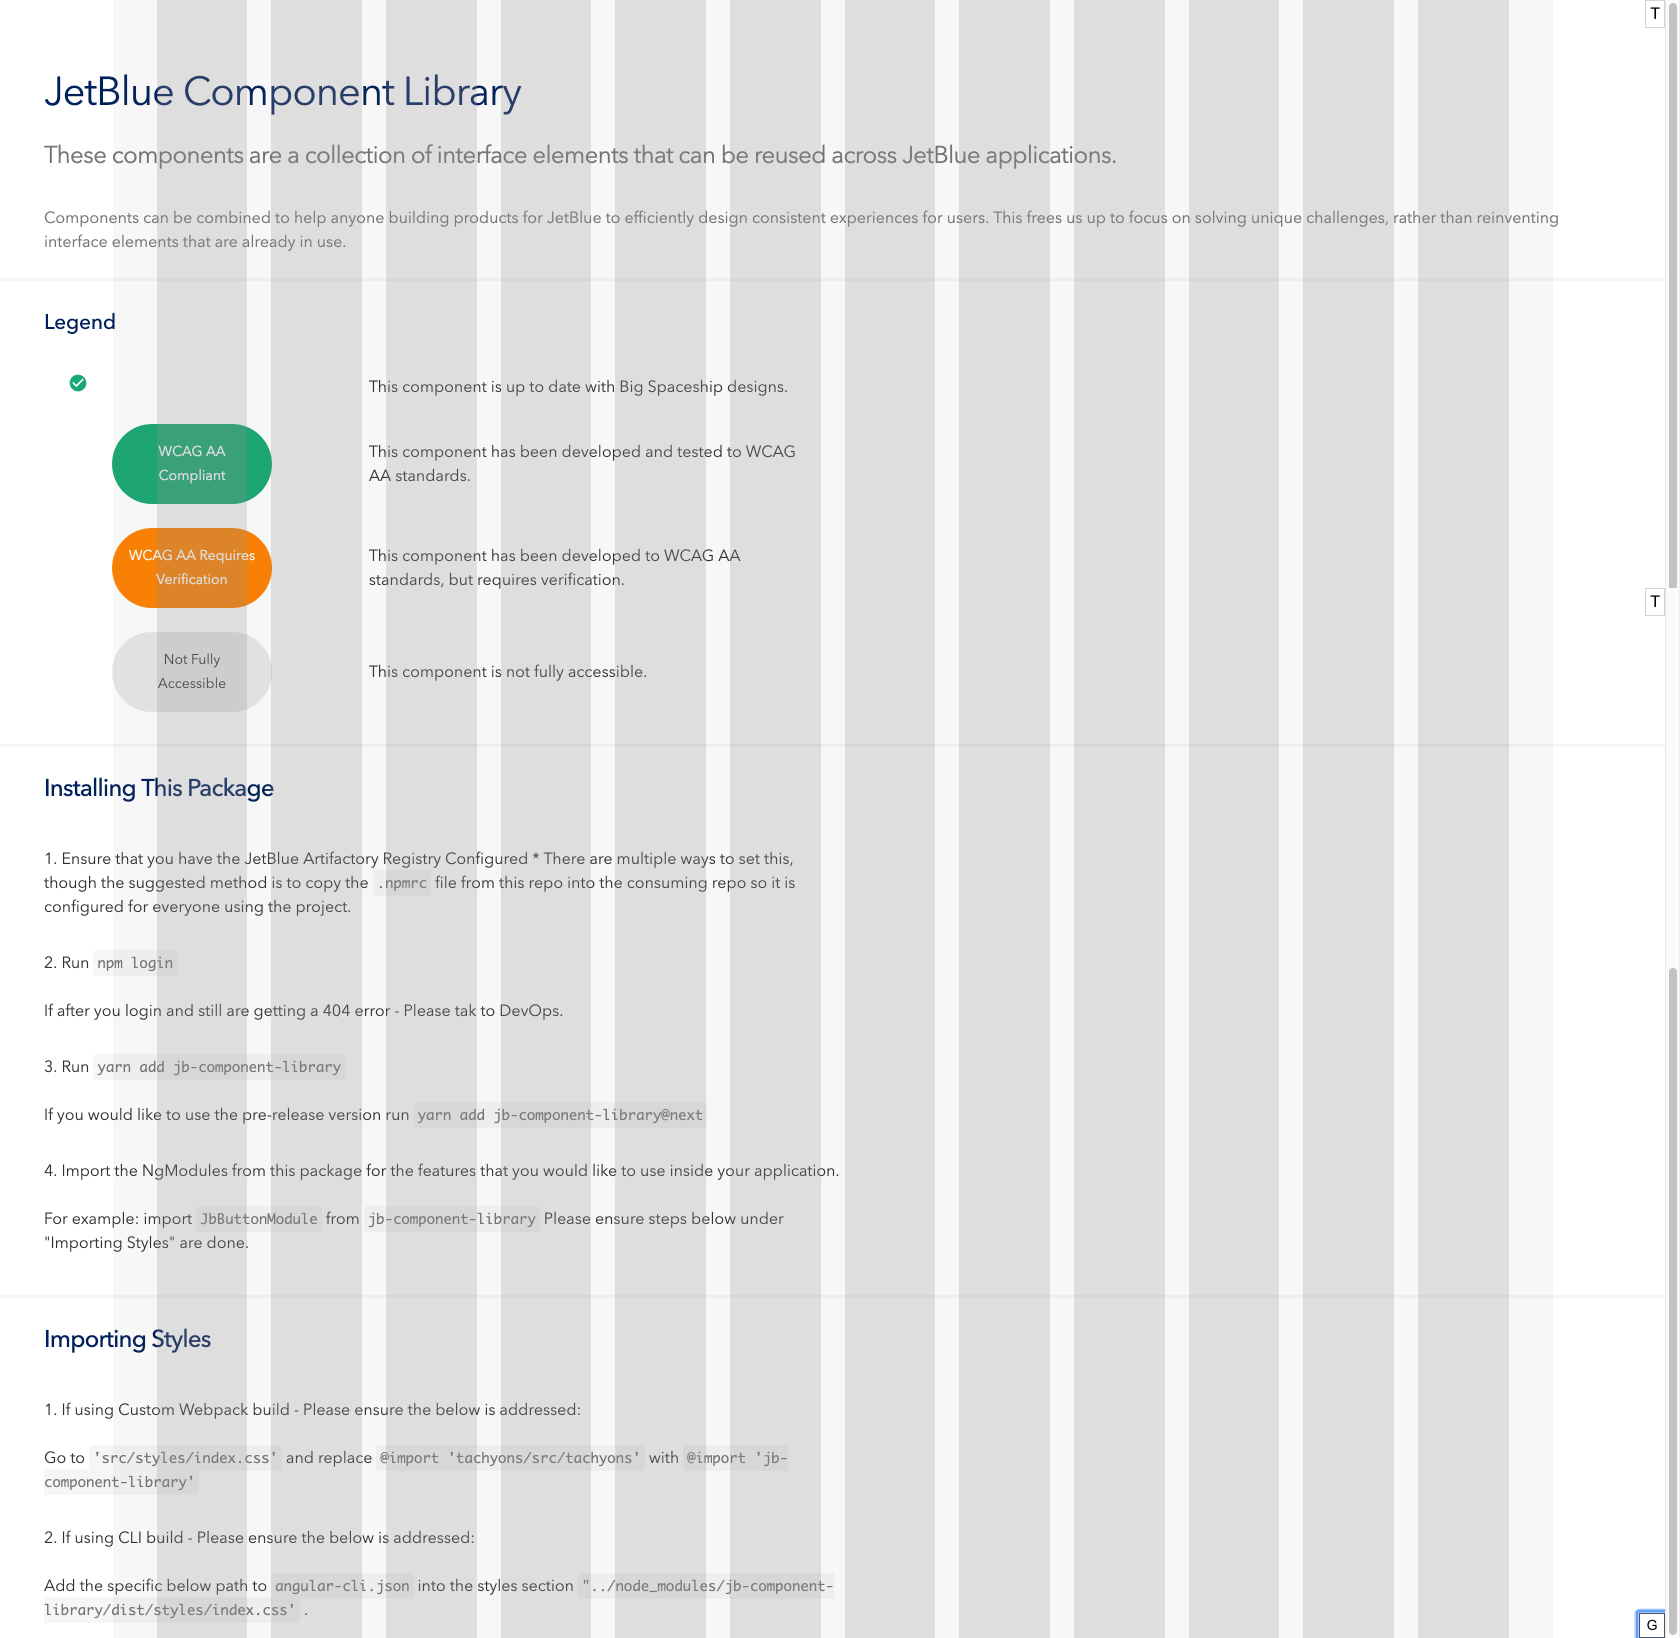 T
JetBlue Component Library
These components are a collection of interface elements that can be reused across JetBlue applications.
Components can be combined to help anyone building products for JetBlue to efficiently design consistent experiences for users. This frees us up to focus on solving unique challenges, rather than reinventing
interface elements that are already in use.
Legend
This component is up to date with Big Spaceship designs.
WCAG AA
Compliant
This component has been developed and tested to WCAG
AA standards.
WCAG AA Requires
Verification
This component has been developed to WCAG AA
standards, but requires verification.
T
Not Fully
Accessible
This component is not fully accessible.
Installing This Package
1. Ensure that you have the JetBlue Artifactory Registry Configured * There are multiple ways to set this,
though the suggested method is to copy the .npmrc file from this repo into the consuming repo so it is
configured for everyone using the project.
2. Run npm login
If after you login and still are getting a 404 error - Please tak to DevOps.
3. Run yarn add jb-component-library
If you would like to use the pre-release version run yarn add jb-component-library@next
4. Import the NgModules from this package for the features that you would like to use inside your application.
For example: import JbButtonModule from jb-component-library Please ensure steps below under
"Importing Styles" are done.
Importing Styles
1. If using Custom Webpack build - Please ensure the below is addressed:
Go to 'src/styles/index.css' and replace @import 'tachyons/src/tachyons' with @import 'jb-
component-library'
2. If using CLI build - Please ensure the below is addressed:
Add the specific below path to angular-cli.json into the styles section "../node_modules/jb-component-
library/dist/styles/index.css' .
G